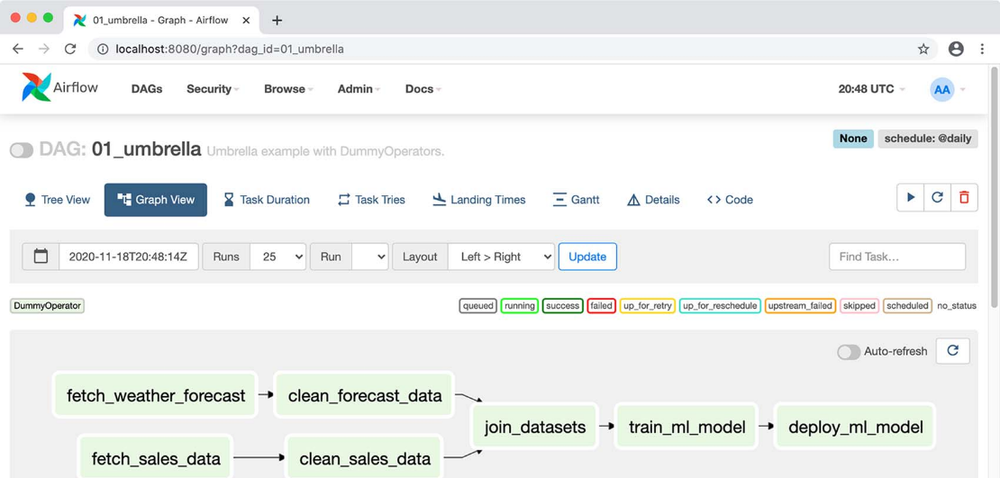 01_umbrella - Graph - Airflow
localhost:8080/graph?dag_id=01_umbrella
Airflow DAGs Security Browse Admin Docs 20:48 UTC AA
DAG: 01_umbrella Umbrella example with DummyOperators. None schedule: @daily
Tree View Graph View Task Duration Task Tries Landing Times Gantt Details Code
2020-11-18T20:48:14Z Runs 25 Run Layout Left > Right Update Find Task…
DummyOperator queued running success failed up_for_retry up_for_reschedule upstream_failed skipped scheduled no_status
Auto-refresh
fetch_weather_forecast clean_forecast_data
join_datasets train_ml_model deploy_ml_model
fetch_sales_data clean_sales_data